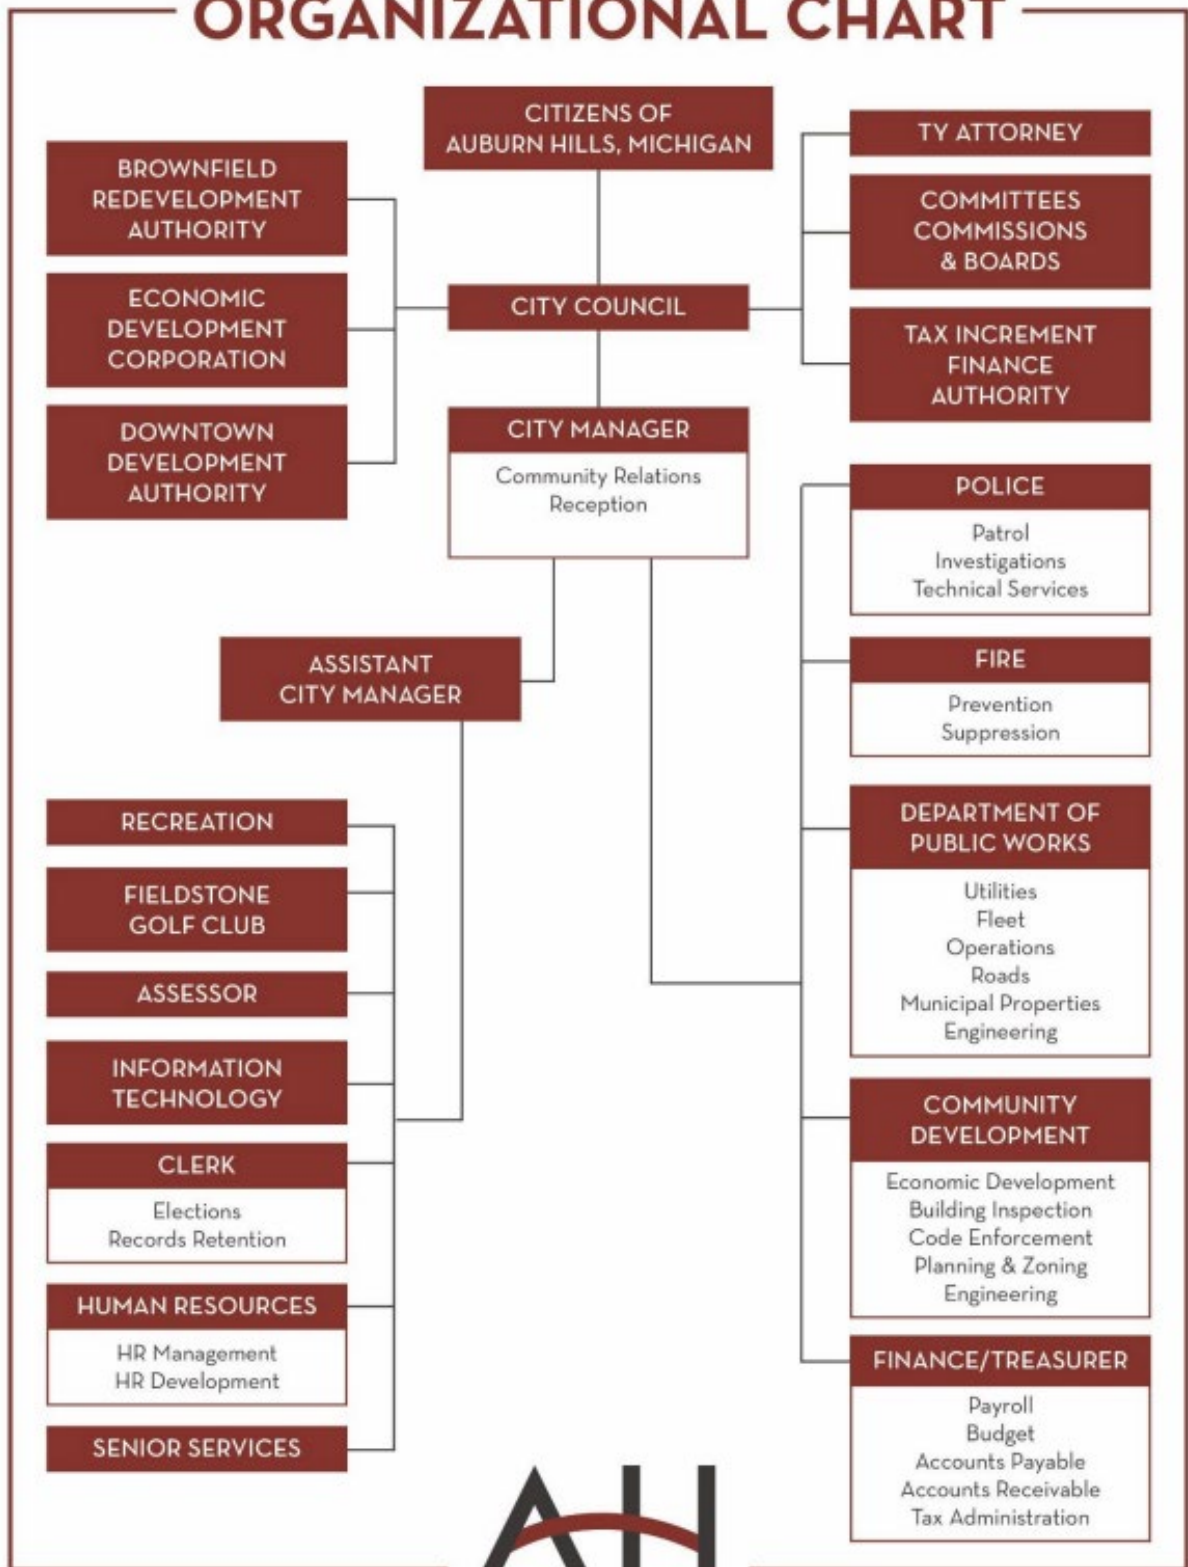 ORGANIZATIONAL CHART
CITIZENS OF
AUBURN HILLS, MICHIGAN
BROWNFIELD
REDEVELOPMENT
AUTHORITY
ECONOMIC
DEVELOPMENT
CORPORATION
DOWNTOWN
DEVELOPMENT
AUTHORITY
CITY COUNCIL
TY ATTORNEY
COMMITTEES
COMMISSIONS
& BOARDS
TAX INCREMENT
FINANCE
AUTHORITY
CITY MANAGER
Community Relations
Reception
ASSISTANT
CITY MANAGER
RECREATION
FIELDSTONE
GOLF CLUB
ASSESSOR
INFORMATION
TECHNOLOGY
CLERK
Elections
Records Retention
HUMAN RESOURCES
HR Management
HR Development
SENIOR SERVICES
POLICE
Patrol
Investigations
Technical Services
FIRE
Prevention
Suppression
DEPARTMENT OF
PUBLIC WORKS
Utilities
Fleet
Operations
Roads
Municipal Properties
Engineering
COMMUNITY
DEVELOPMENT
Economic Development
Building Inspection
Code Enforcement
Planning & Zoning
Engineering
FINANCE/TREASURER
Payroll
Budget
Accounts Payable
Accounts Receivable
Tax Administration
AH